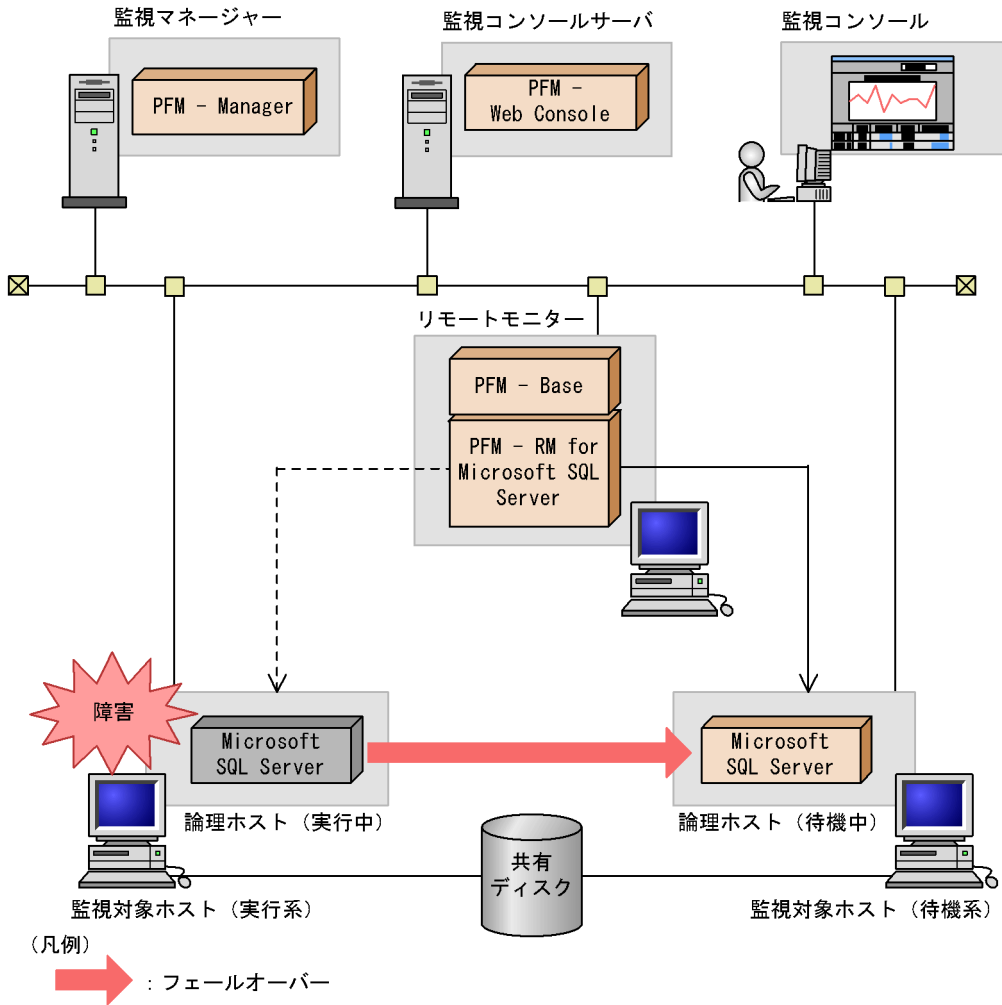 監視マネージャー
監視コンソールサーバ
監視コンソール
PFM - Manager
PFM -
Web Console
リモートモニター
PFM - Base
PFM - RM for
Microsoft SQL
Server
障害
Microsoft
SQL Server
Microsoft
SQL Server
論理ホスト（実行中）
論理ホスト（待機中）
共有
ディスク
監視対象ホスト（実行系）
監視対象ホスト（待機系）
（凡例）
：フェールオーバー